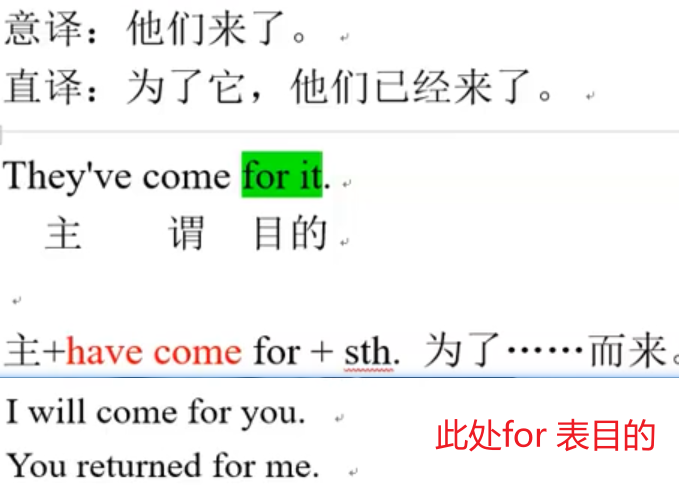 意译：他们来了。
直译：为了它，他们已经来了。
They've come for it.
主 谓 目的
主+have come for + sth. 为了……而来。
I will come for you.
此处for 表目的
You returned for me.